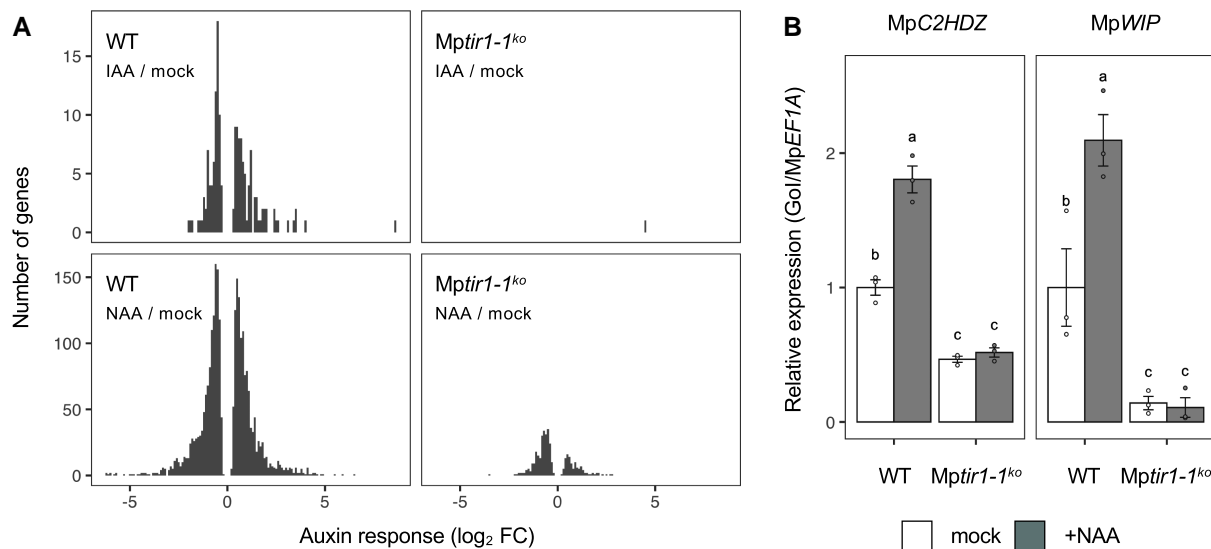 A
B
MpC2HDZ
MpWIP
WT
IAA / mock
Mptir1-1ko
IAA / mock
15
10
5
0
WT
NAA / mock
Mptir1-1ko
NAA / mock
150
100
50
0
Number of genes
-5 0 5
-5 0 5
Auxin response (log2 FC)
Relative expression (GoI/MpEF1A)
2
1
0
b
a
c
c
b
a
c
c
WT Mptir1-1ko
WT Mptir1-1ko
mock +NAA